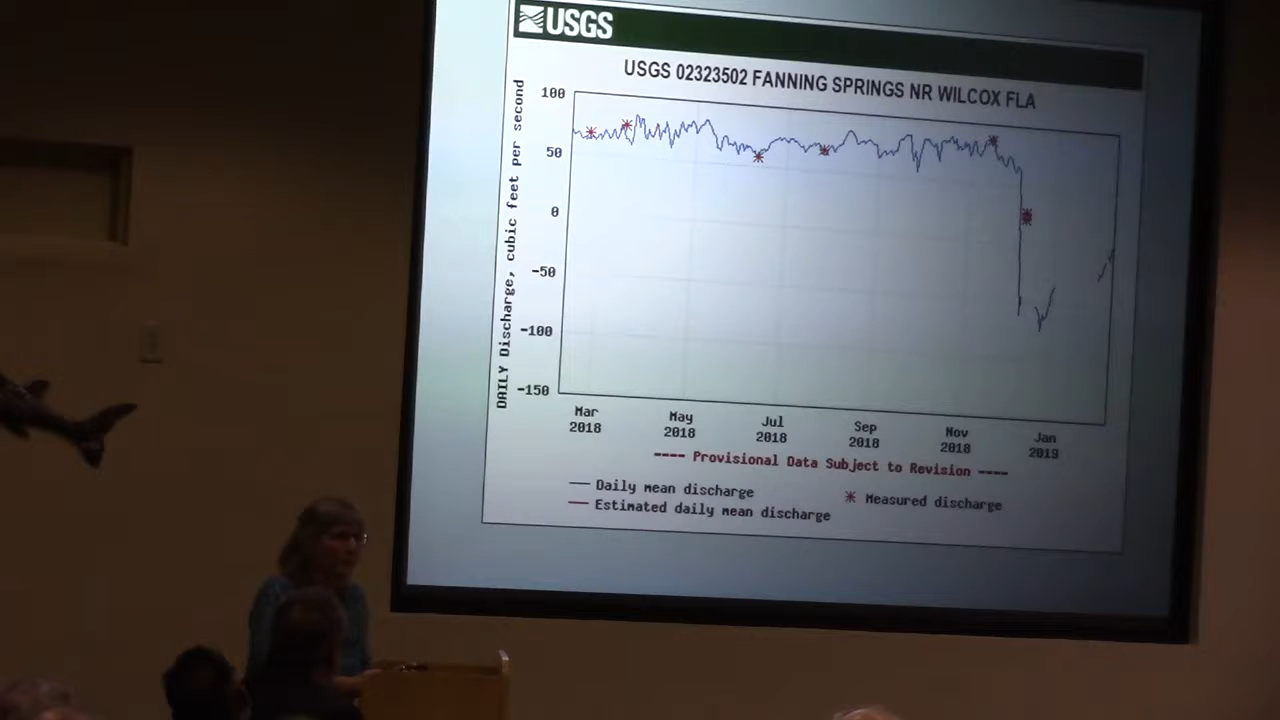 USGS
USGS 02323502 FANNING SPRINGS NR WILCOX FLA
DAILY Discharge, cubic feet per second
100
50
0
-50
-100
-150
Mar May Jul Sep Nov Jan
2018 2018 2018 2018 2018 2019
---- Provisional Data Subject to Revision ----
Daily mean discharge
Measured discharge
Estimated daily mean discharge